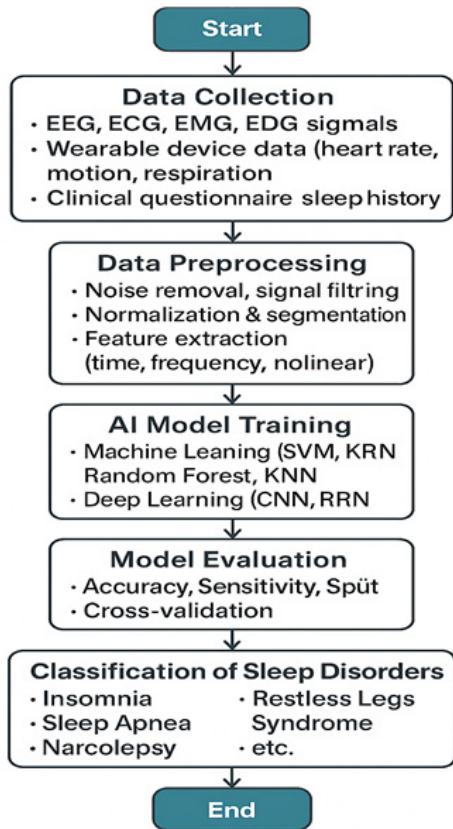 Start
Data Collection
· EEG, ECG, EMG, EDG sigmals
· Wearable device data (heart rate,
motion, respiration
· Clinical questionnaire sleep history
Data Preprocessing
· Noise removal, signal filtring
· Normalization & segmentation
· Feature extraction
(time, frequency, nolinear)
AI Model Training
· Machine Leaning (SVM, KRN
Random Forest, KNN
· Deep Learning (CNN, RRN
Model Evaluation
· Accuracy, Sensitivity, Spüt
· Cross-validation
Classification of Sleep Disorders
· Insomnia
· Sleep Apnea
· Narcolepsy
· Restless Legs
Syndrome
· etc.
End